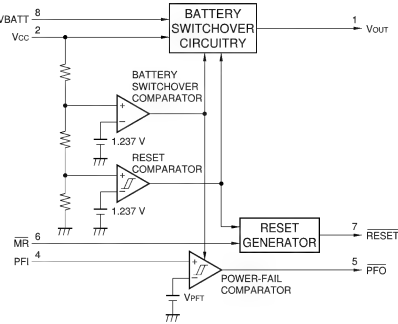 VBATT 8
BATTERY
SWITCHOVER
CIRCUITRY
1 VOUT
VCC 2
BATTERY
SWITCHOVER
COMPARATOR
+
−
1.237 V
RESET
COMPARATOR
+
−
1.237 V
RESET
GENERATOR
7 RESET
MR 6
PFI 4
+
−
5 PFO
POWER-FAIL
COMPARATOR
VPFT